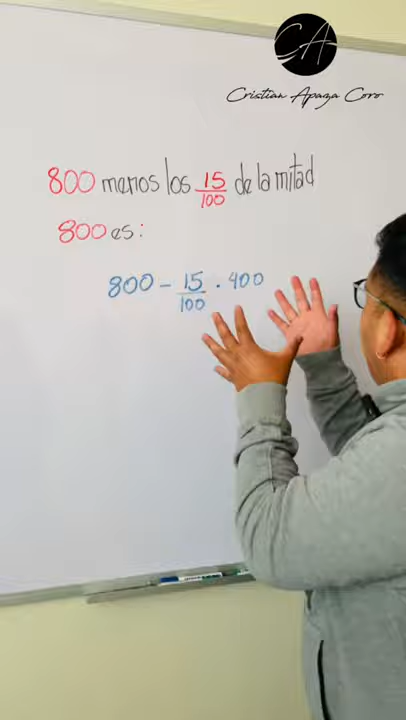 CA
Cristian Apaza Coro
800 menos los 15/100 de la mitad
800 es:
800 - 15/100 . 400